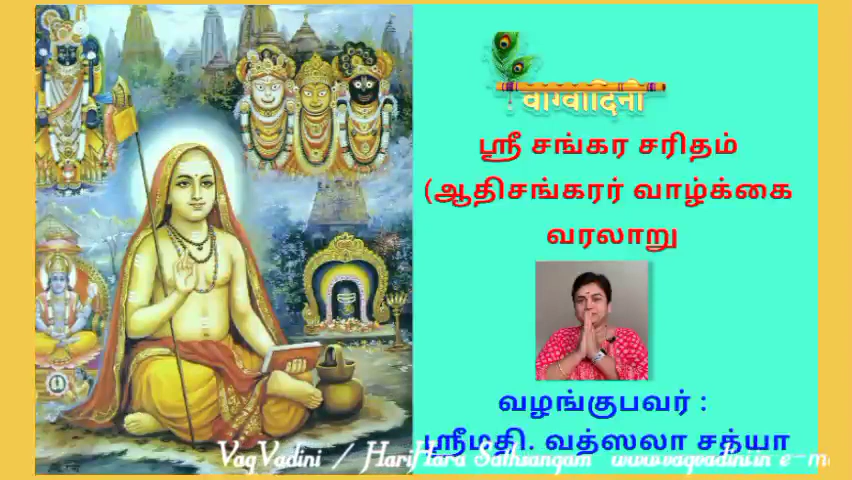 वाग्वादिनी
ஸ்ரீ சங்கர சரிதம்
(ஆதிசங்கரர் வாழ்க்கை
வரலாறு
வழங்குபவர் :
ஸ்ரீமதி. வத்ஸலா சத்யா
VagVadini / HariHara Sathsangam www.vagvadini.in e-m